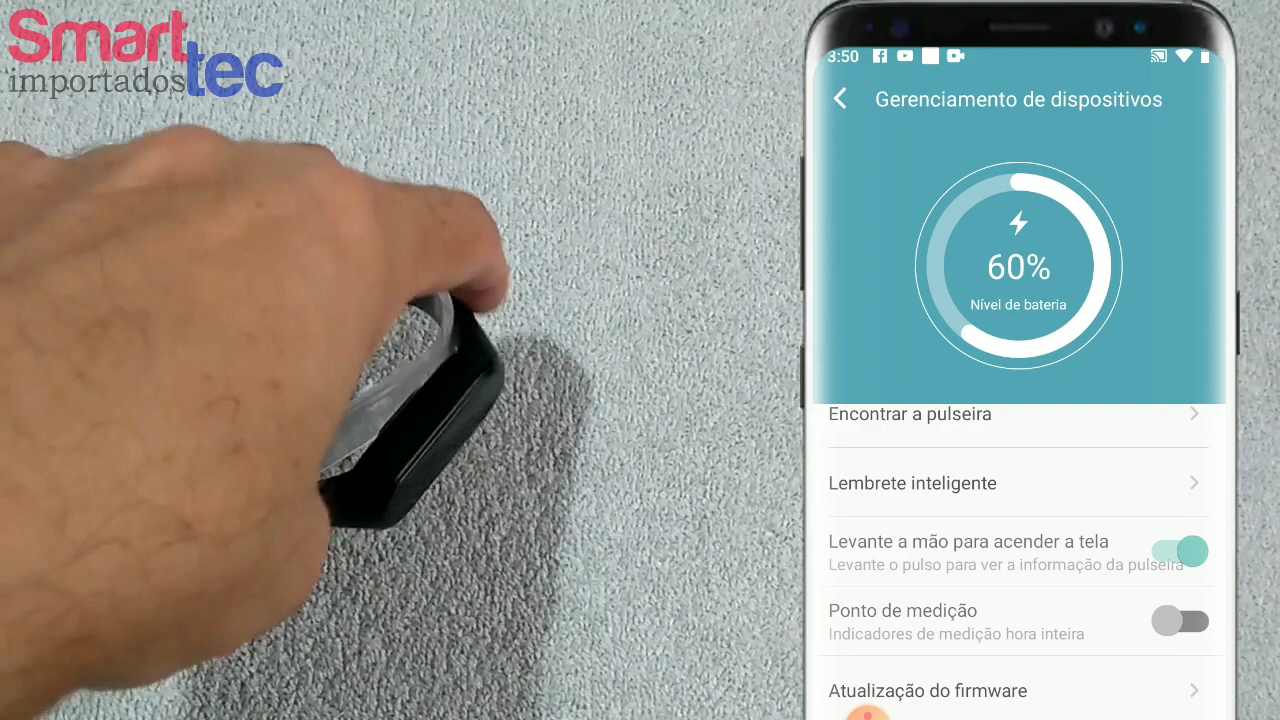 Smart
importados tec
3:50
Gerenciamento de dispositivos
60%
Nível de bateria
Encontrar a pulseira
Lembrete inteligente
Levante a mão para acender a tela
Levante o pulso para ver a informação da pulseira
Ponto de medição
Indicadores de medição hora inteira
Atualização do firmware